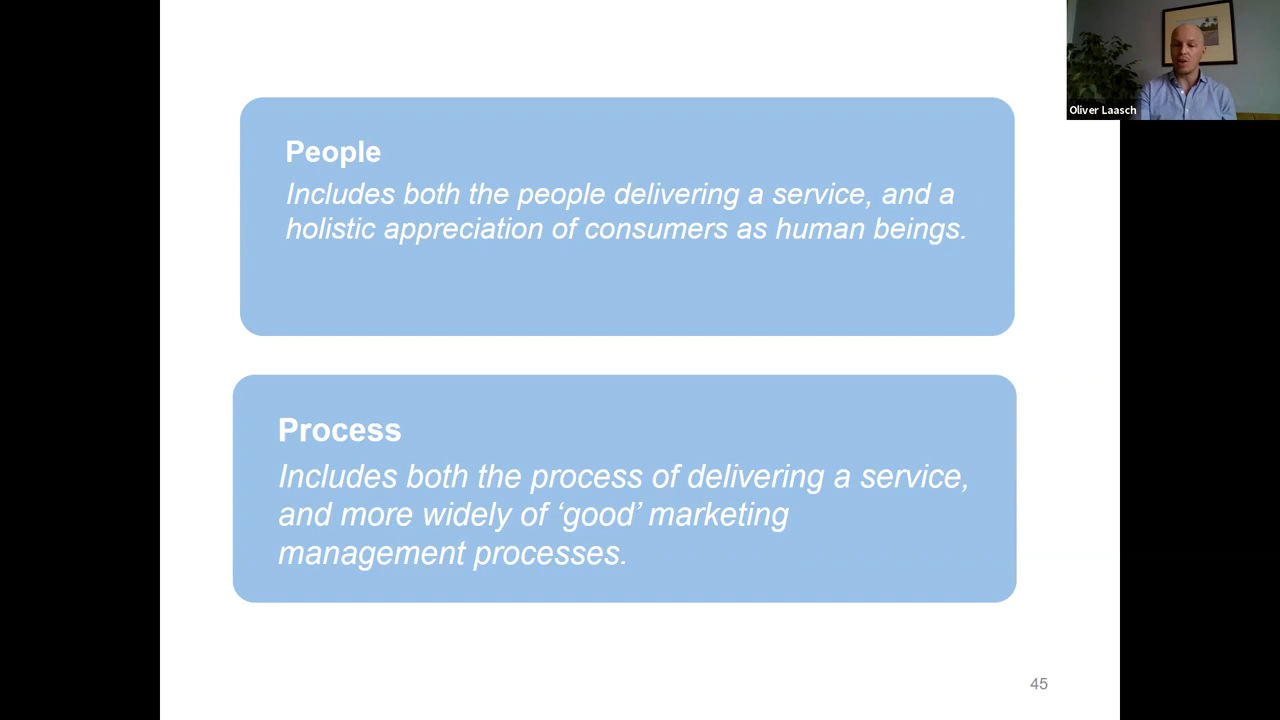 Oliver Laasch
People
Includes both the people delivering a service, and a
holistic appreciation of consumers as human beings.
Process
Includes both the process of delivering a service,
and more widely of ‘good’ marketing
management processes.
45